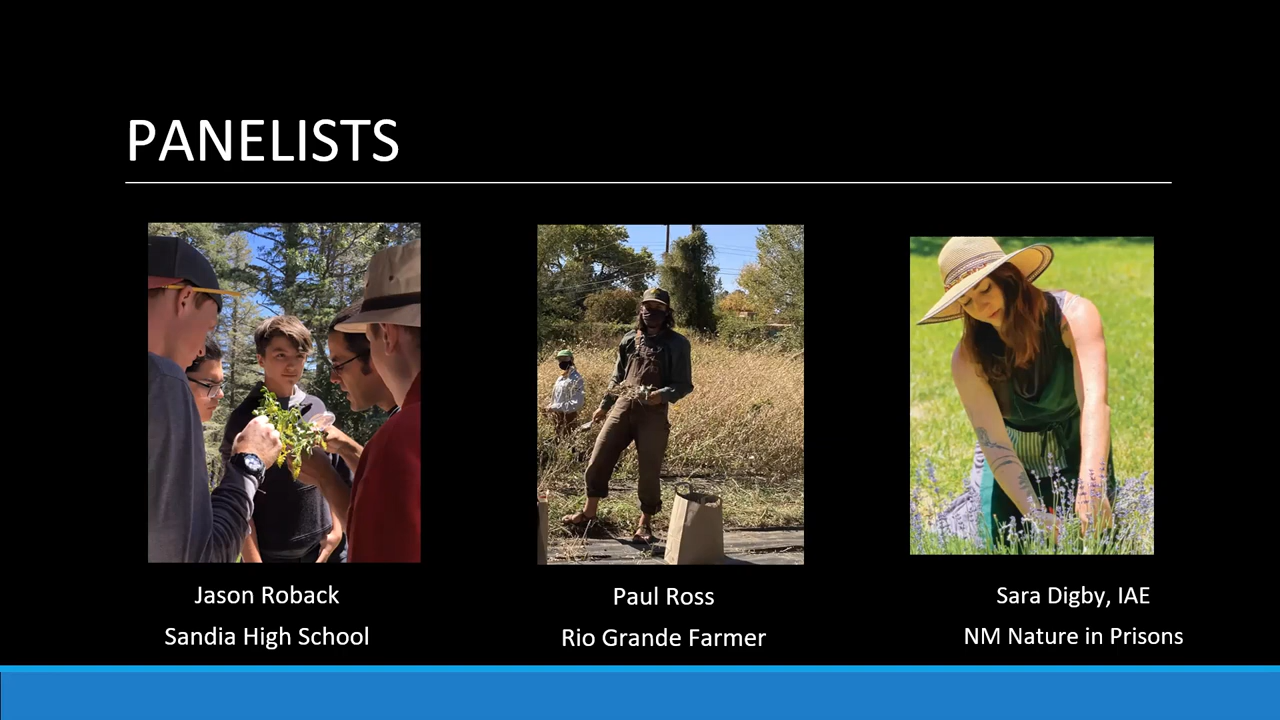 PANELISTS
Jason Roback
Sandia High School
Paul Ross
Rio Grande Farmer
Sara Digby, IAE
NM Nature in Prisons